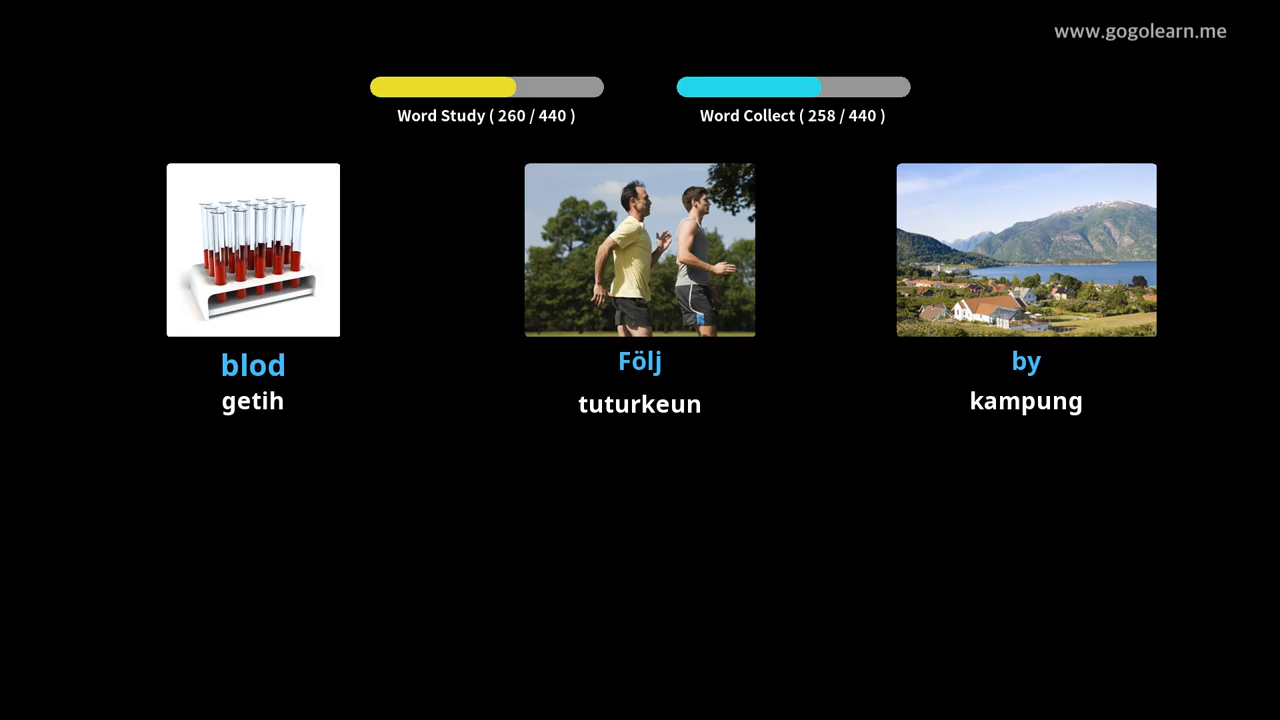 www.gogolearn.me
Word Study ( 260 / 440 )
Word Collect ( 258 / 440 )
blod
getih
Följ
tuturkeun
by
kampung